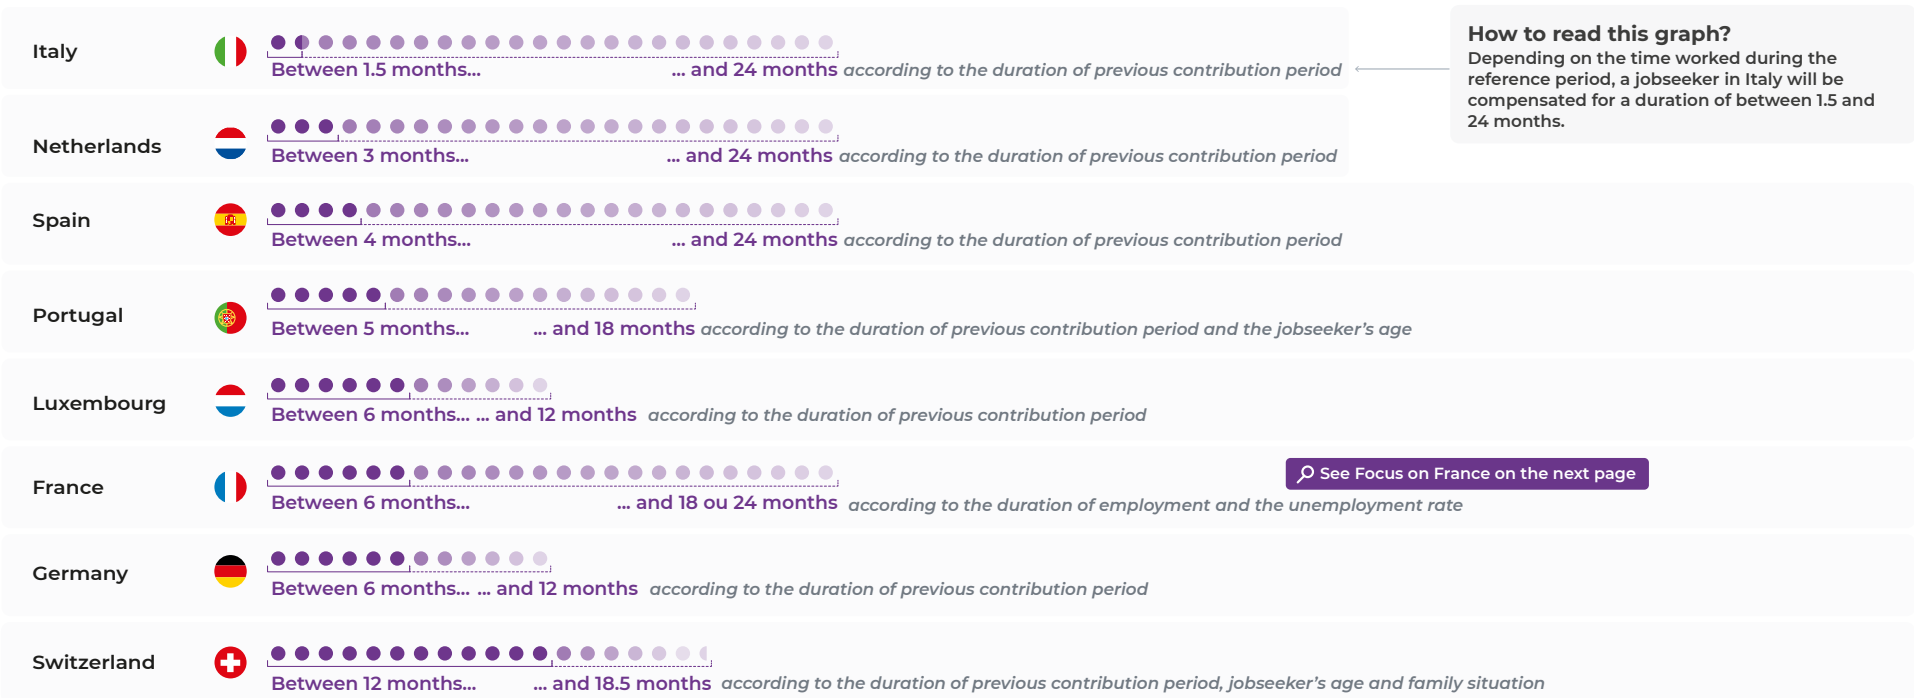 Italy
Between 1.5 months...
... and 24 months according to the duration of previous contribution period
How to read this graph?
Depending on the time worked during the
reference period, a jobseeker in Italy will be
compensated for a duration of between 1.5 and
24 months.
Netherlands
Between 3 months...
... and 24 months according to the duration of previous contribution period
Spain
Between 4 months...
... and 24 months according to the duration of previous contribution period
Portugal
Between 5 months...
... and 18 months according to the duration of previous contribution period and the jobseeker's age
Luxembourg
Between 6 months...
... and 12 months according to the duration of previous contribution period
France
See Focus on France on the next page
Between 6 months...
... and 18 ou 24 months according to the duration of employment and the unemployment rate
Germany
Between 6 months...
... and 12 months according to the duration of previous contribution period
Switzerland
Between 12 months...
... and 18.5 months according to the duration of previous contribution period, jobseeker's age and family situation